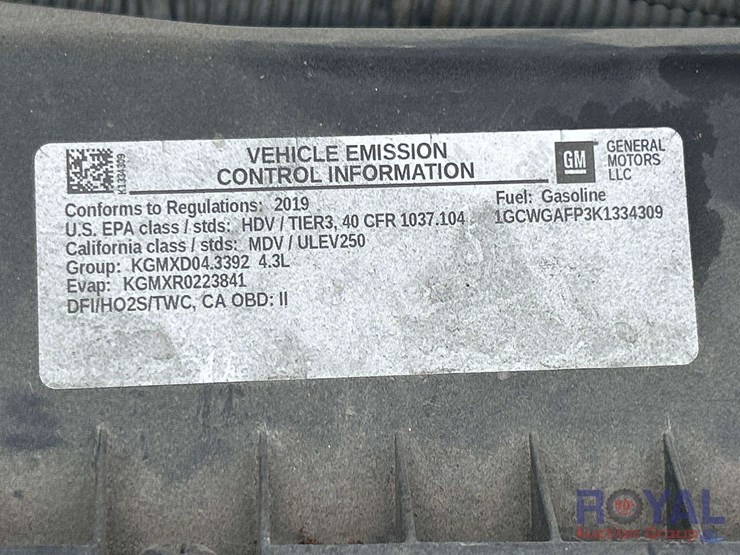 K1334309
VEHICLE EMISSION
CONTROL INFORMATION
GM
GENERAL
MOTORS
LLC
Conforms to Regulations: 2019
Fuel: Gasoline
U.S. EPA class / stds: HDV / TIER3, 40 CFR 1037.104
1GCWGAFP3K1334309
California class / stds: MDV / ULEV250
Group: KGMXD04.3392 4.3L
Evap: KGMXR0223841
DFI/HO2S/TWC, CA OBD: II
ROYAL
Auction Group